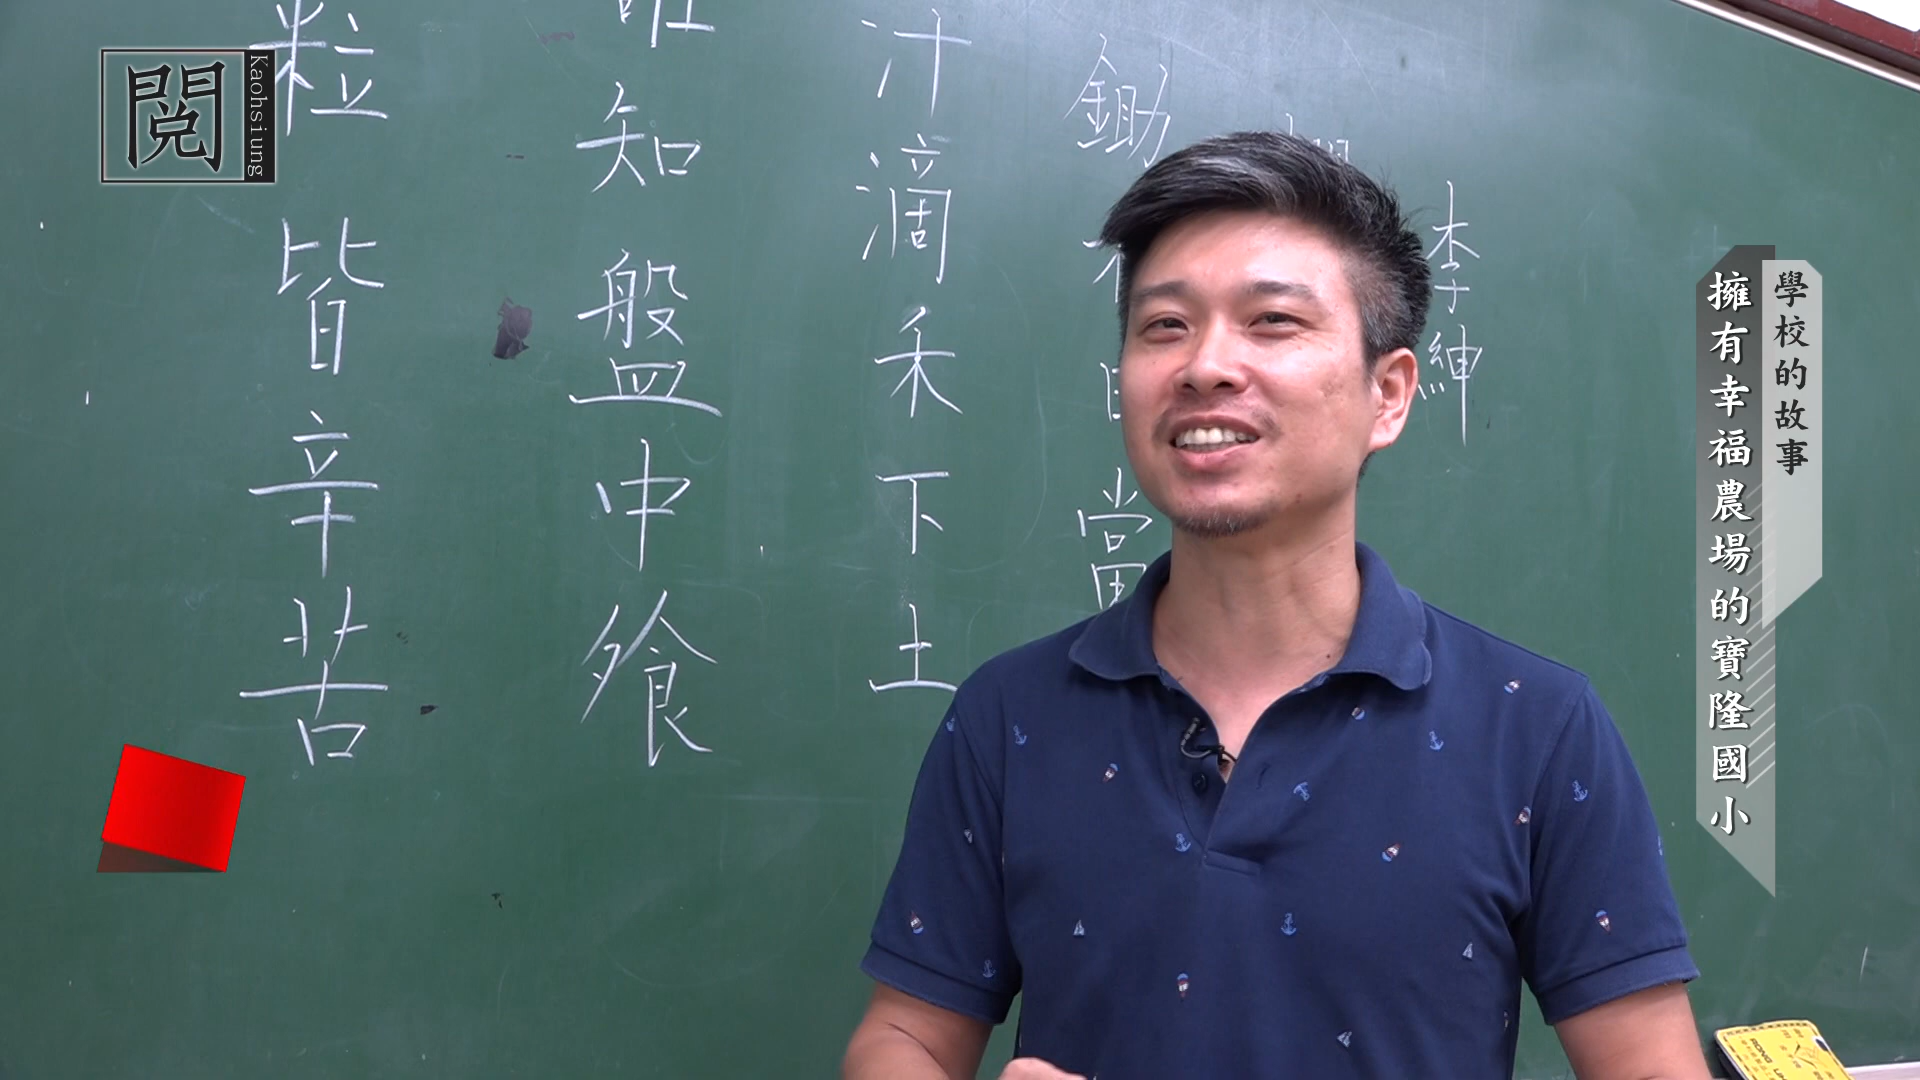 閱
Kaohsiung
學校的故事
擁有幸福農場的寶隆國小
李紳
鋤
當
汁滴禾下土
知盤中飧
粒皆辛苦